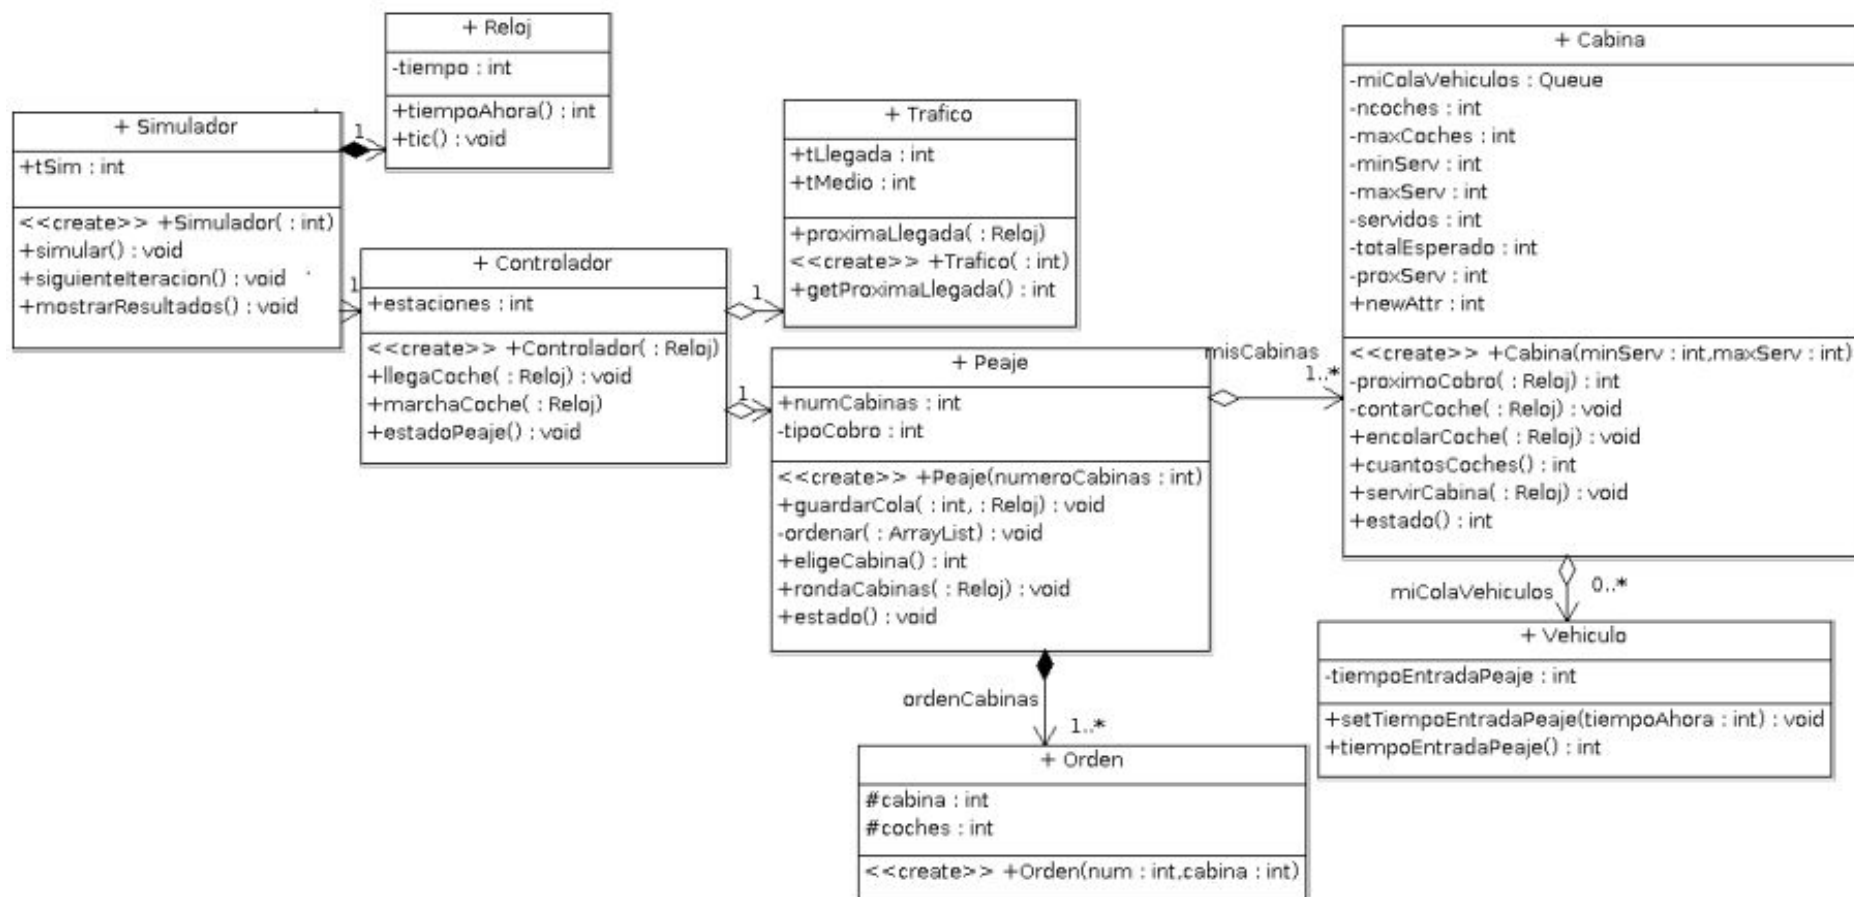 + Reloj
-tiempo : int
+tiempoAhora() : int
+tic() : void
+ Simulador
+tSim : int
<<create>> +Simulador( : int)
+simular() : void
+siguienteIteracion() : void
+mostrarResultados() : void
1
1
+ Controlador
+estaciones : int
<<create>> +Controlador( : Reloj)
+llegaCoche( : Reloj) : void
+marchaCoche( : Reloj)
+estadoPeaje() : void
1
1
+ Trafico
+tLlegada : int
+tMedio : int
+proximaLlegada( : Reloj)
<<create>> +Trafico( : int)
+getProximaLlegada() : int
+ Peaje
+numCabinas : int
-tipoCobro : int
<<create>> +Peaje(numeroCabinas : int)
+guardarCola( : int, : Reloj) : void
-ordenar( : ArrayList) : void
+eligeCabina() : int
+rondaCabinas( : Reloj) : void
+estado() : void
misCabinas
1..*
+ Cabina
-miColaVehiculos : Queue
-ncoches : int
-maxCoches : int
-minServ : int
-maxServ : int
-servidos : int
-totalEsperado : int
-proxServ : int
+newAttr : int
<<create>> +Cabina(minServ : int,maxServ : int)
-proximoCobro( : Reloj) : int
-contarCoche( : Reloj) : void
+encolarCoche( : Reloj) : void
+cuantosCoches() : int
+servirCabina( : Reloj) : void
+estado() : int
miColaVehiculos
0..*
+ Vehiculo
-tiempoEntradaPeaje : int
+setTiempoEntradaPeaje(tiempoAhora : int) : void
+tiempoEntradaPeaje() : int
ordenCabinas
1..*
+ Orden
#cabina : int
#coches : int
<<create>> +Orden(num : int,cabina : int)